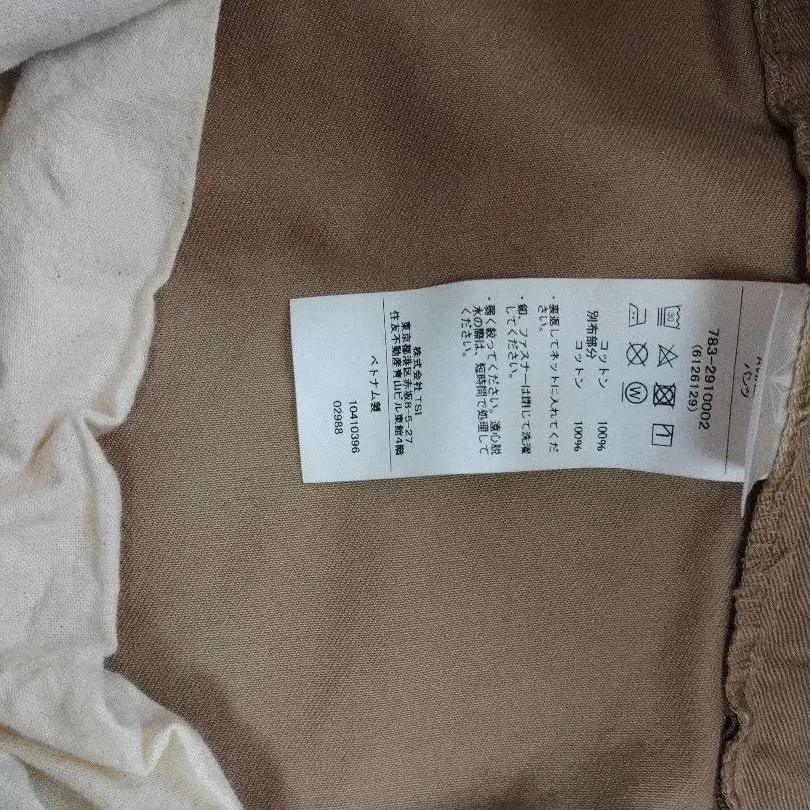 パンツ
783-2910002
(6126129)
30
W
コットン 100%
別布部分
コットン 100%
・裏返してネットに入れてくだ
さい。
・釦、ファスナーは閉じて洗濯
してください。
・弱く絞ってください。遠心脱
水の際は、短時間で処理して
ください。
株式会社TSI
東京都港区赤坂8-5-27
住友不動産青山ビル東館4階
ベトナム製
10410396
02988